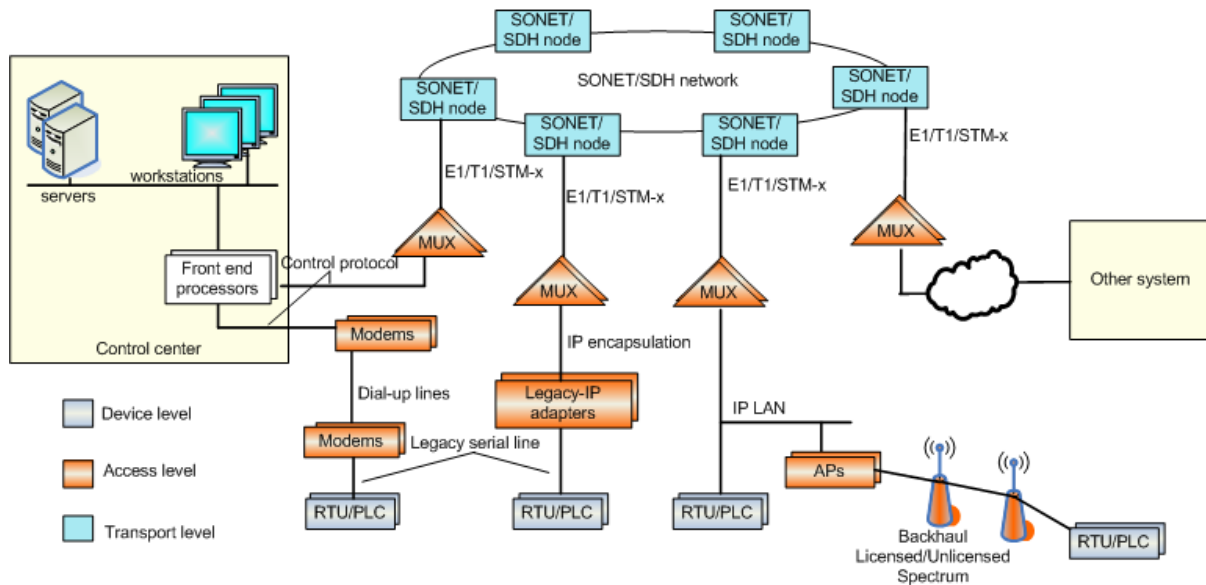 SONET/
SDH node
SONET/
SDH node
SONET/SDH network
SONET/
SDH node
SONET/
SDH node
SONET/
SDH node
SONET/
SDH node
workstations
servers
E1/T1/STM-x
E1/T1/STM-x
E1/T1/STM-x
E1/T1/STM-x
MUX
MUX
MUX
MUX
Front end
processors
Control protocol
Control center
Other system
Modems
IP encapsulation
Dial-up lines
Legacy-IP
adapters
IP LAN
Modems
Legacy serial line
APs
RTU/PLC
RTU/PLC
RTU/PLC
RTU/PLC
Backhaul
Licensed/Unlicensed
Spectrum
Device level
Access level
Transport level